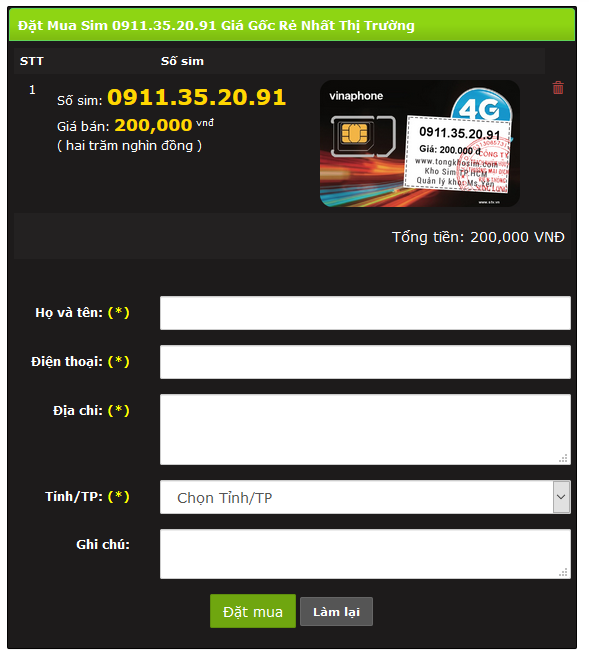 Đặt Mua Sim 0911.35.20.91 Giá Gốc Rẻ Nhất Thị Trường
STT Số sim
1
Số sim: 0911.35.20.91
Giá bán: 200,000 vnđ
( hai trăm nghìn đồng )
vinaphone
4G
0911.35.20.91
Giá: 200.000 đ
www.tongkhosim.com
Kho Sim TP.HCM
Quản lý kho: Ms Yến
CÔNG TY
Tổng tiền: 200,000 VNĐ
Họ và tên: (*)
Điện thoại: (*)
Địa chỉ: (*)
Tỉnh/TP: (*) Chọn Tỉnh/TP
Ghi chú:
Đặt mua Làm lại